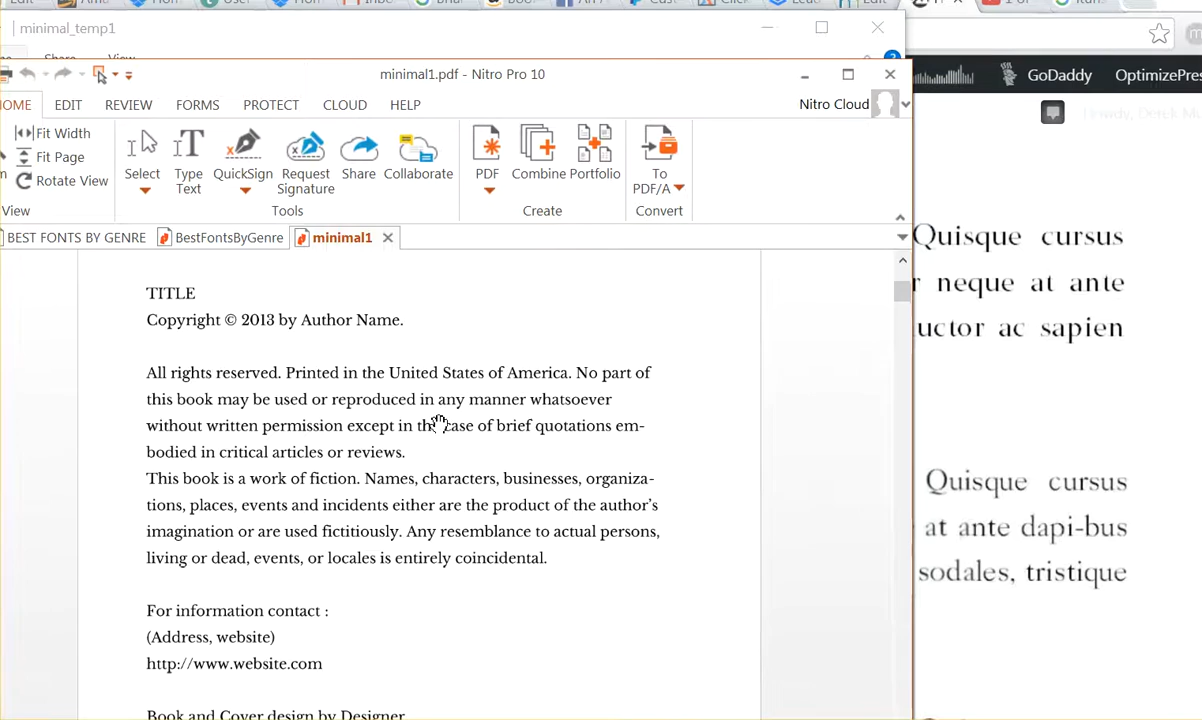 minimal_temp1
Share View
minimal1.pdf - Nitro Pro 10
GoDaddy OptimizePres
HOME EDIT REVIEW FORMS PROTECT CLOUD HELP
Nitro Cloud
Fit Width
Fit Page
Rotate View
View
Select
Type
Text
QuickSign
Request
Signature
Share
Collaborate
Tools
PDF
Combine
Portfolio
Create
To
PDF/A
Convert
BEST FONTS BY GENRE BestFontsByGenre minimal1
TITLE
Copyright © 2013 by Author Name.
All rights reserved. Printed in the United States of America. No part of
this book may be used or reproduced in any manner whatsoever
without written permission except in the case of brief quotations em-
bodied in critical articles or reviews.
This book is a work of fiction. Names, characters, businesses, organiza-
tions, places, events and incidents either are the product of the author's
imagination or are used fictitiously. Any resemblance to actual persons,
living or dead, events, or locales is entirely coincidental.
For information contact :
(Address, website)
http://www.website.com
Book and Cover design by Designer
Quisque cursus
r neque at ante
uctor ac sapien
Quisque cursus
at ante dapi-bus
sodales, tristique